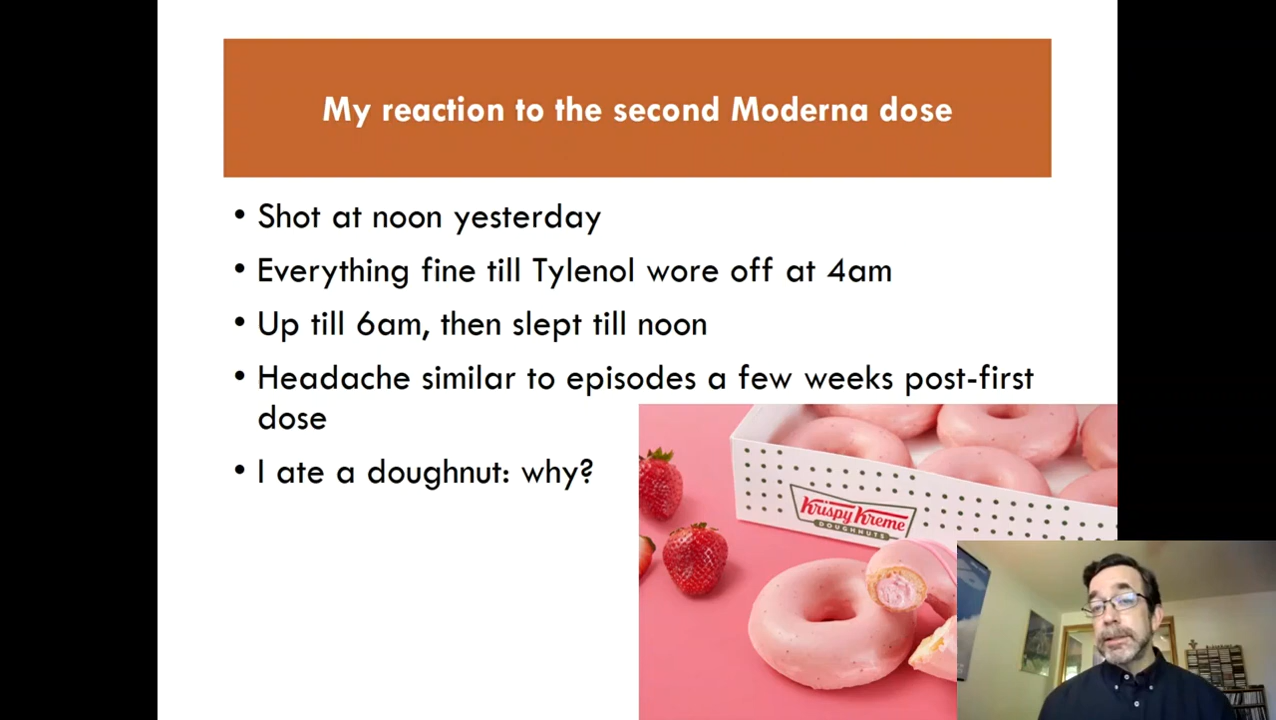 My reaction to the second Moderna dose
• Shot at noon yesterday
• Everything fine till Tylenol wore off at 4am
• Up till 6am, then slept till noon
• Headache similar to episodes a few weeks post-first
dose
• I ate a doughnut: why?
Krispy Kreme
DOUGHNUTS